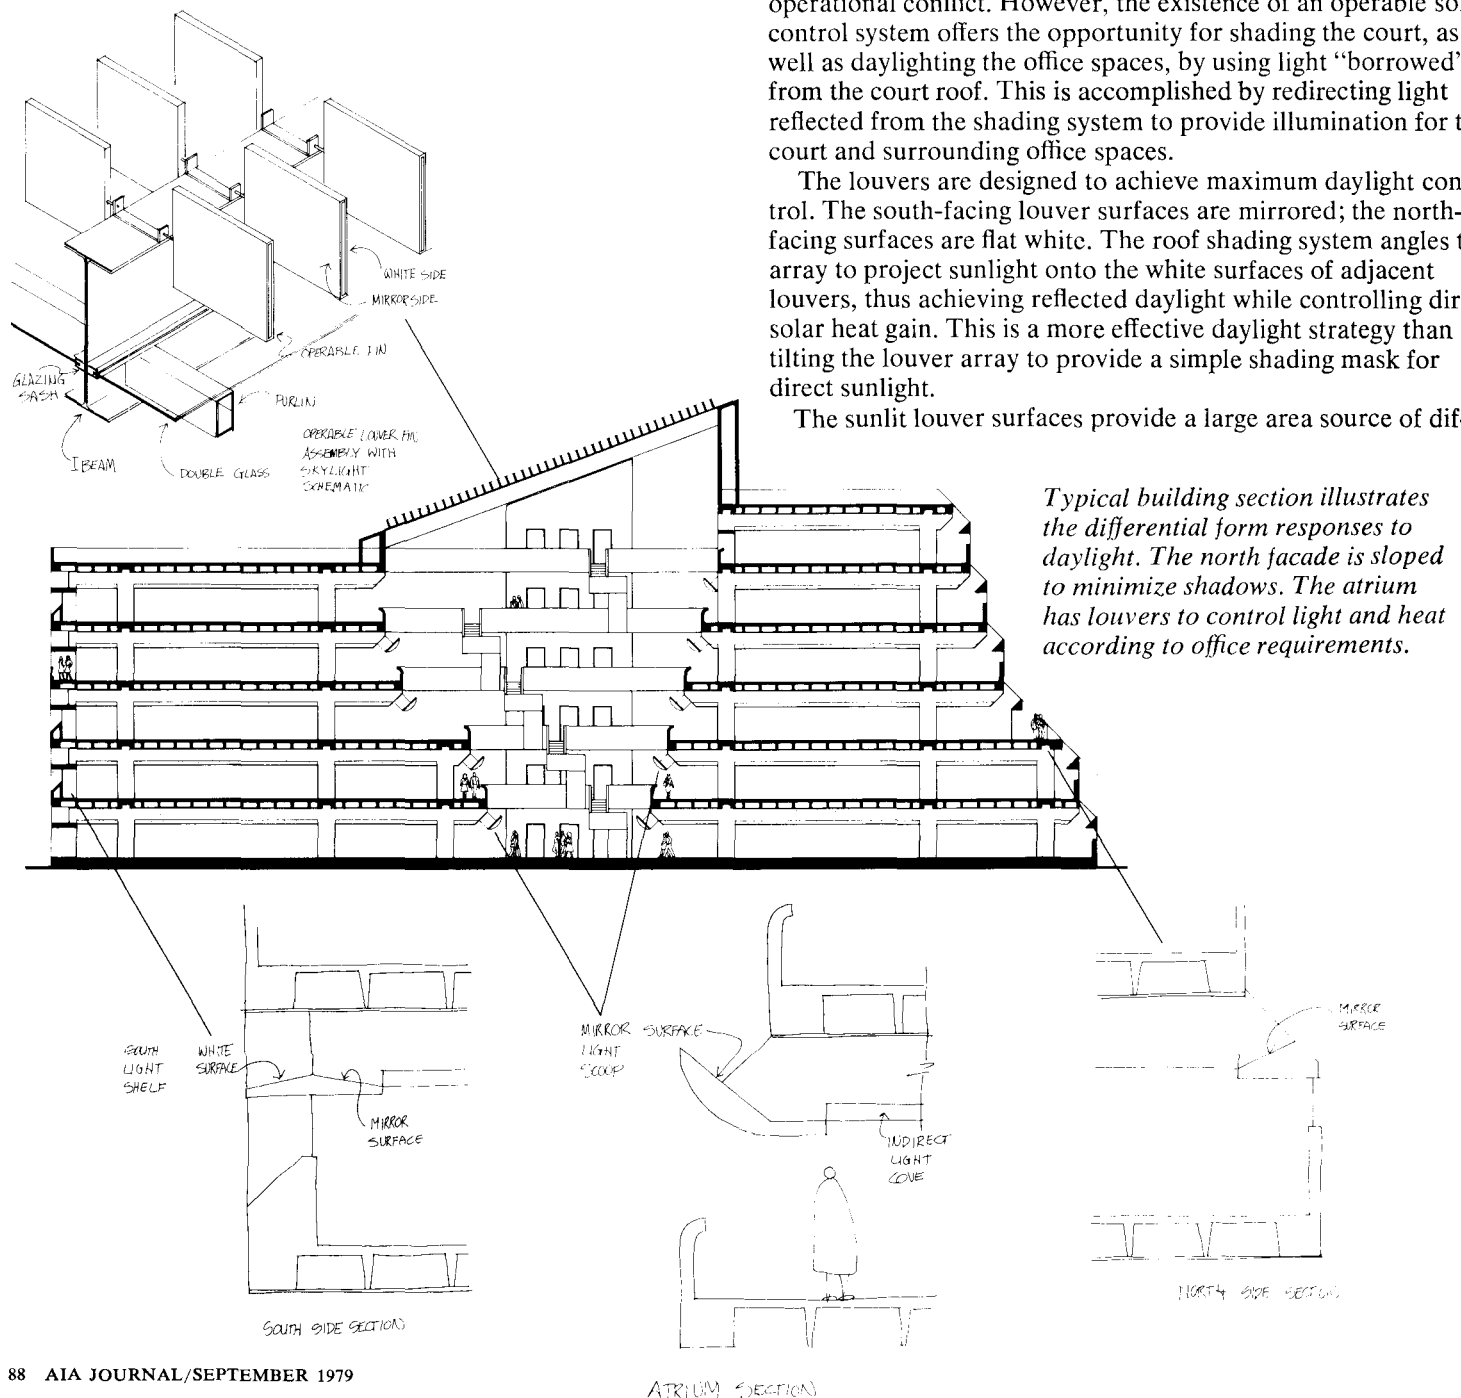 operational conflict. However, the existence of an operable so
control system offers the opportunity for shading the court, as
well as daylighting the office spaces, by using light “borrowed”
from the court roof. This is accomplished by redirecting light
reflected from the shading system to provide illumination for t
court and surrounding office spaces.
The louvers are designed to achieve maximum daylight con
trol. The south-facing louver surfaces are mirrored; the north-
facing surfaces are flat white. The roof shading system angles t
array to project sunlight onto the white surfaces of adjacent
louvers, thus achieving reflected daylight while controlling dir
solar heat gain. This is a more effective daylight strategy than
tilting the louver array to provide a simple shading mask for
direct sunlight.
The sunlit louver surfaces provide a large area source of dif-
WHITE SIDE
MIRROR SIDE
OPERABLE FIN
GLAZING
SASH
PURLIN
I BEAM
DOUBLE GLASS
OPERABLE LOUVER FIN
ASSEMBLY WITH
SKYLIGHT
SCHEMATIC
Typical building section illustrates
the differential form responses to
daylight. The north facade is sloped
to minimize shadows. The atrium
has louvers to control light and heat
according to office requirements.
SOUTH
LIGHT
SHELF
WHITE
SURFACE
MIRROR
SURFACE
SOUTH SIDE SECTION
MIRROR SURFACE
LIGHT
SCOOP
INDIRECT
LIGHT
COVE
ATRIUM SECTION
MIRROR
SURFACE
NORTH SIDE SECTION
88 AIA JOURNAL/SEPTEMBER 1979